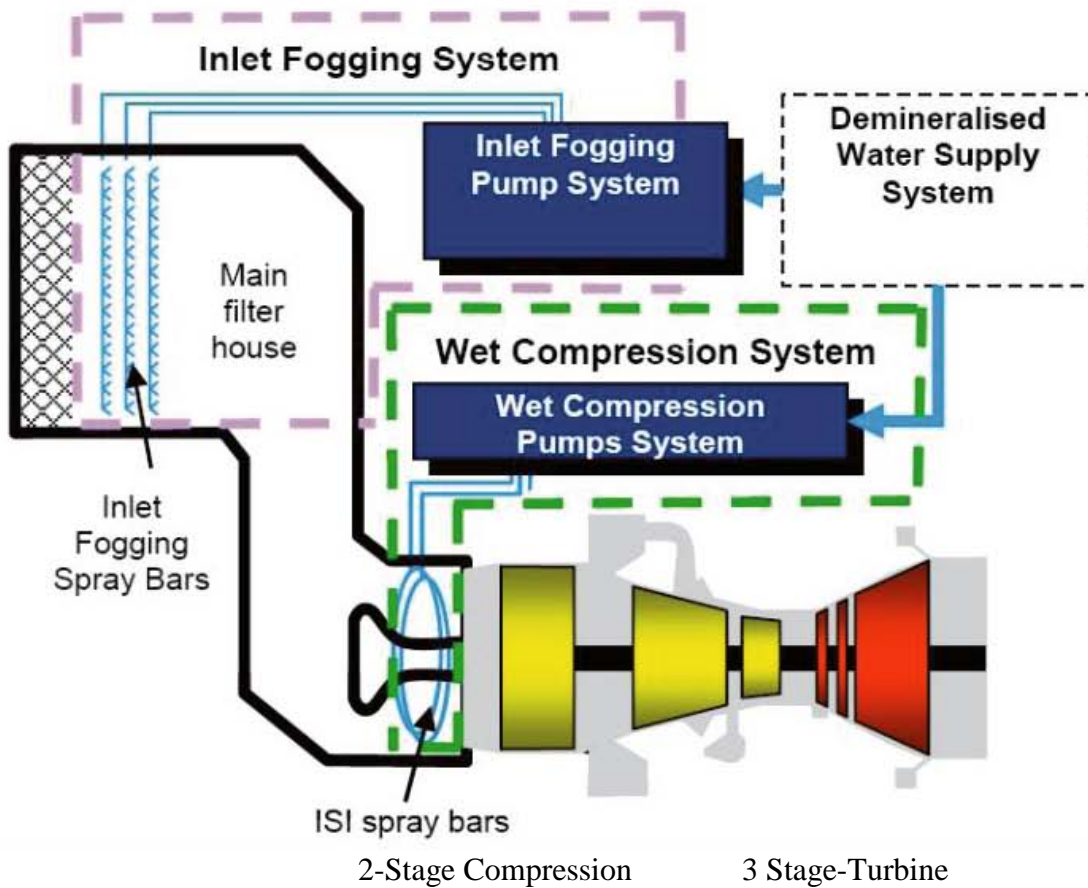 Inlet Fogging System
Inlet Fogging
Pump System
Demineralised
Water Supply
System
Main
filter
house
Wet Compression System
Wet Compression
Pumps System
Inlet
Fogging
Spray Bars
ISI spray bars
2-Stage Compression
3 Stage-Turbine